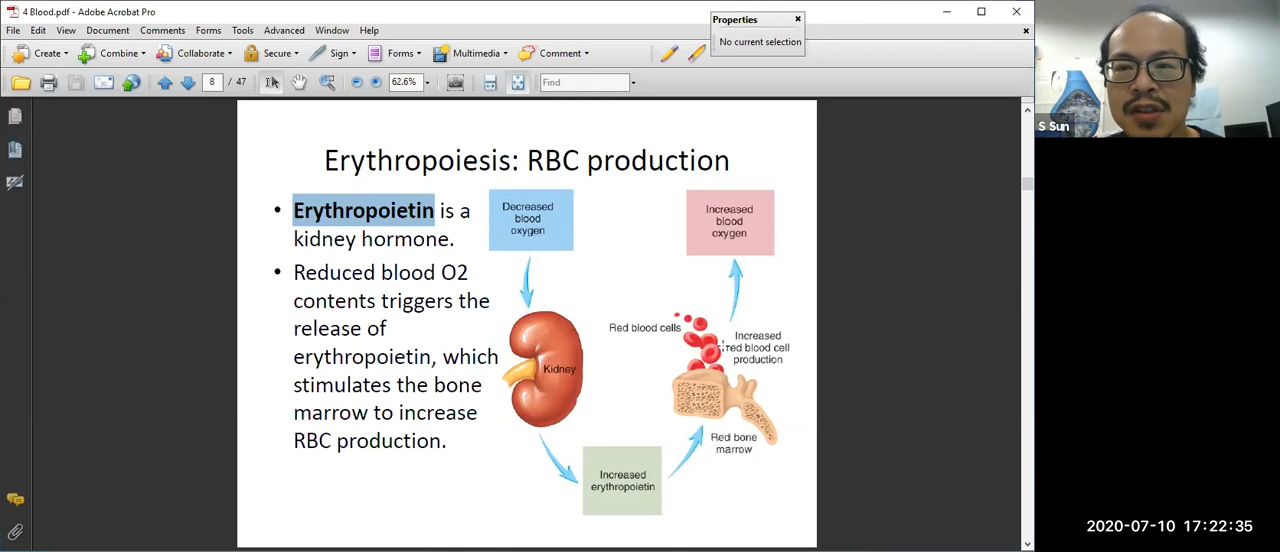 4 Blood.pdf - Adobe Acrobat Pro
File Edit View Document Comments Forms Tools Advanced Window Help
Create Combine Collaborate Secure Sign Forms Multimedia Comment
8 / 47 62.6% Find
Properties
No current selection
Erythropoiesis: RBC production
• Erythropoietin is a
kidney hormone.
• Reduced blood O2
contents triggers the
release of
erythropoietin, which
stimulates the bone
marrow to increase
RBC production.
Decreased
blood
oxygen
Kidney
Increased
erythropoietin
Red bone
marrow
Red blood cells
Increased
red blood cell
production
Increased
blood
oxygen
S Sun
2020-07-10 17:22:35